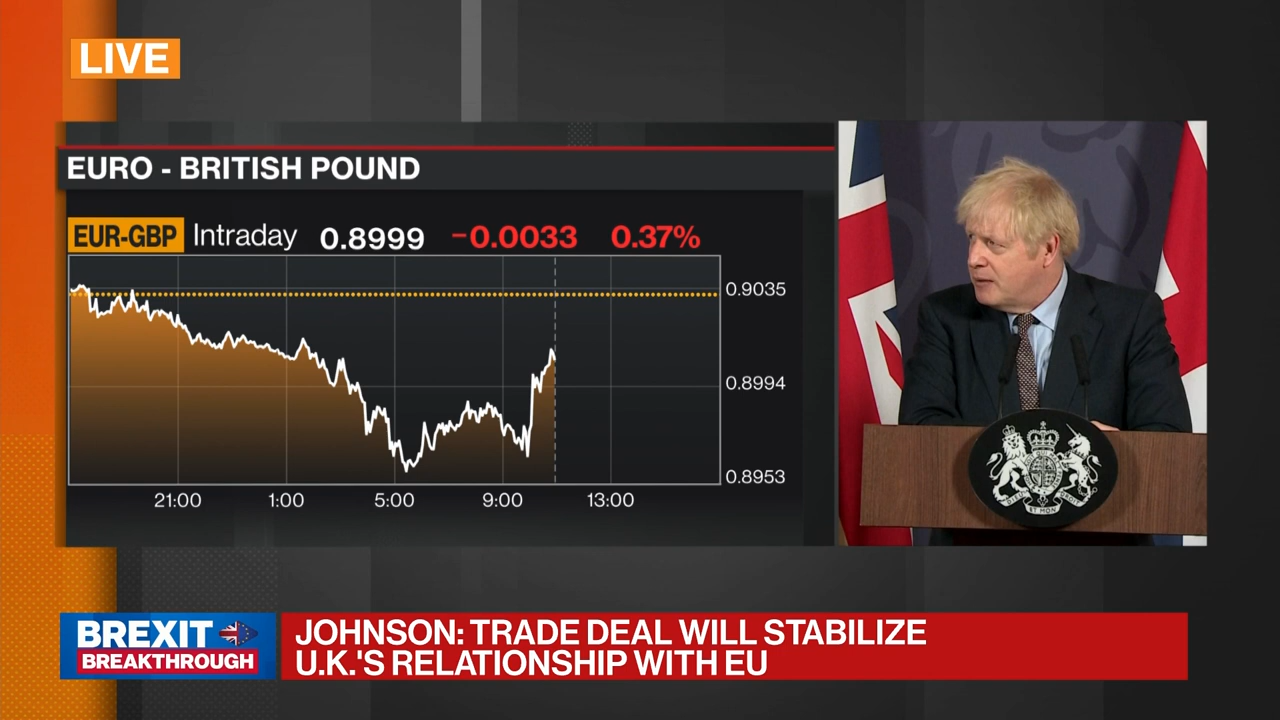 LIVE
EURO - BRITISH POUND
EUR-GBP Intraday 0.8999 −0.0033 0.37%
0.9035
0.8994
0.8953
21:00 1:00 5:00 9:00 13:00
ET MON
BREXIT
BREAKTHROUGH
JOHNSON: TRADE DEAL WILL STABILIZE
U.K.'S RELATIONSHIP WITH EU